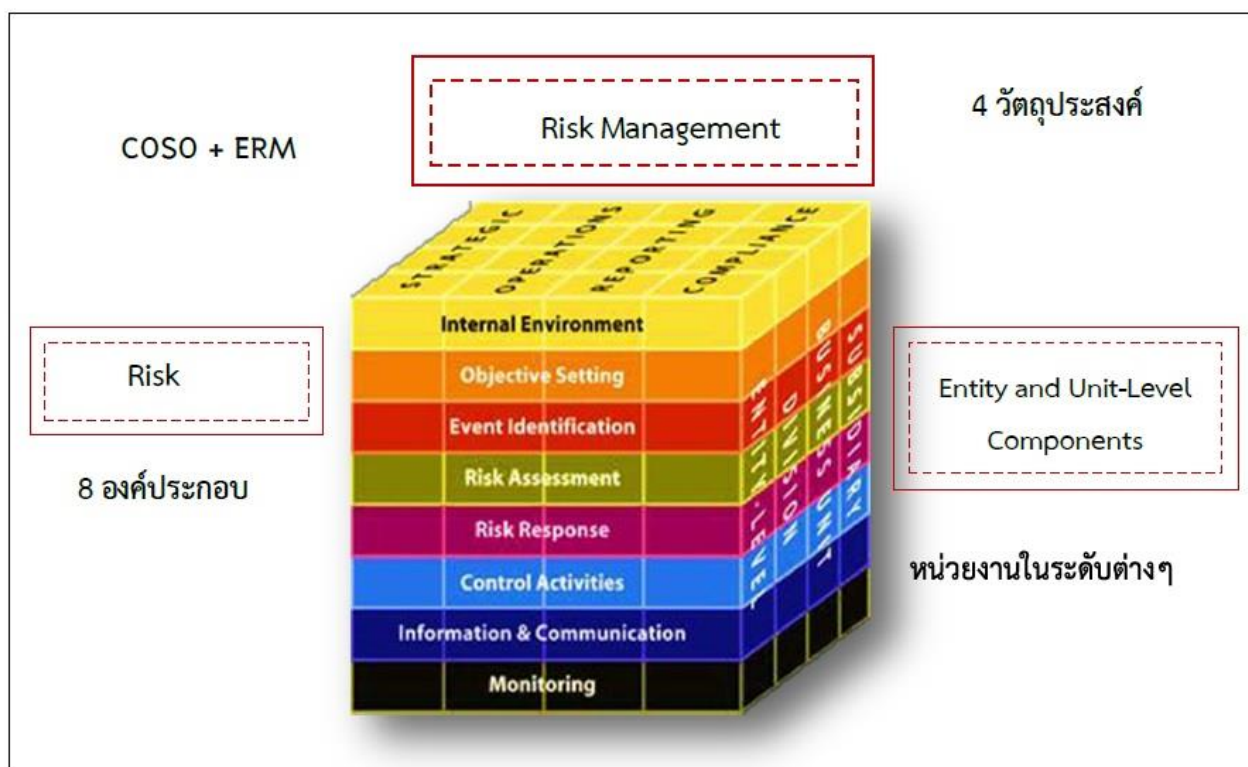 Risk Management
4 วัตถุประสงค์
COSO + ERM
STRATEGIC
OPERATIONS
REPORTING
COMPLIANCE
Internal Environment
Objective Setting
Event Identification
Risk Assessment
Risk Response
Control Activities
Information & Communication
Monitoring
ENTITY-LEVEL
DIVISION
BUSINESS UNIT
SUBSIDIARY
Risk
8 องค์ประกอบ
Entity and Unit-Level
Components
หน่วยงานในระดับต่างๆ